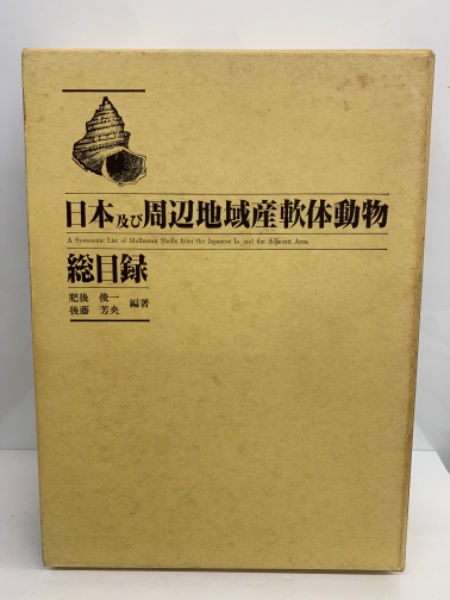 日本及び周辺地域産軟体動物
A Systematic List of Molluscan Shells from the Japanese Is. and the Adjacent Area.
総目録
肥後 俊一
後藤 芳央
編著